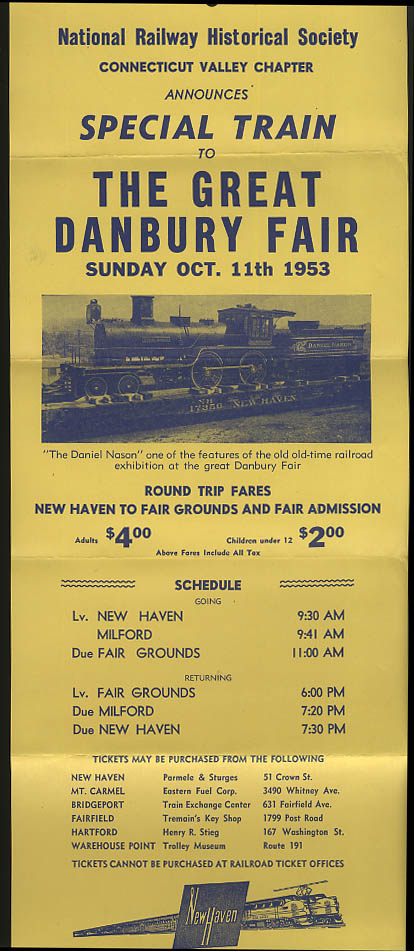 National Railway Historical Society
CONNECTICUT VALLEY CHAPTER
ANNOUNCES
SPECIAL TRAIN
TO
THE GREAT
DANBURY FAIR
SUNDAY OCT. 11th 1953
DANIEL NASON
NH
17356 NEW HAVEN
"The Daniel Nason" one of the features of the old old-time railroad
exhibition at the great Danbury Fair
ROUND TRIP FARES
NEW HAVEN TO FAIR GROUNDS AND FAIR ADMISSION
Adults $4.00 Children under 12 $2.00
Above Fares Include All Tax
SCHEDULE
GOING
Lv. NEW HAVEN 9:30 AM
MILFORD 9:41 AM
Due FAIR GROUNDS 11:00 AM
RETURNING
Lv. FAIR GROUNDS 6:00 PM
Due MILFORD 7:20 PM
Due NEW HAVEN 7:30 PM
TICKETS MAY BE PURCHASED FROM THE FOLLOWING
NEW HAVEN Parmele & Sturges 51 Crown St.
MT. CARMEL Eastern Fuel Corp. 3490 Whitney Ave.
BRIDGEPORT Train Exchange Center 631 Fairfield Ave.
FAIRFIELD Tremain's Key Shop 1799 Post Road
HARTFORD Henry R. Stieg 167 Washington St.
WAREHOUSE POINT Trolley Museum Route 191
TICKETS CANNOT BE PURCHASED AT RAILROAD TICKET OFFICES
New Haven